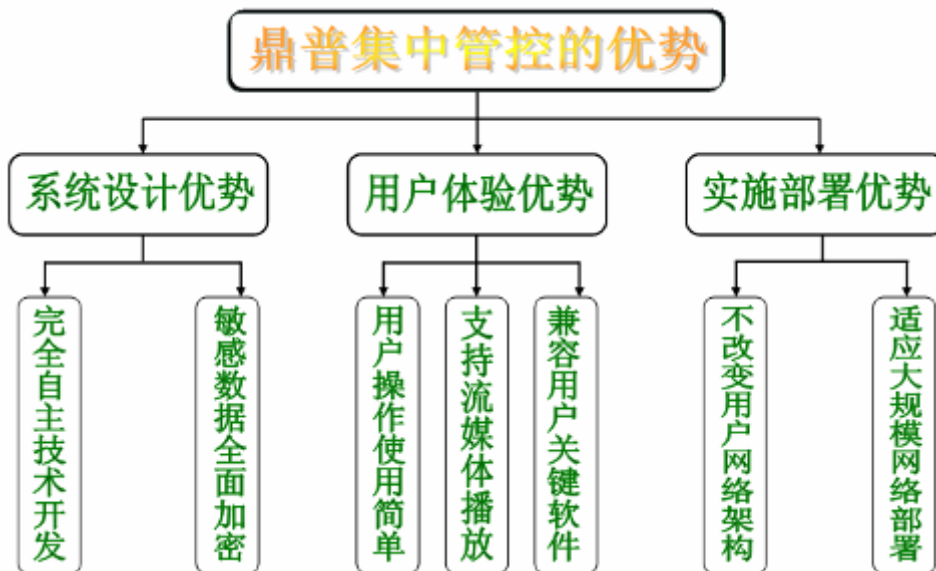 鼎普集中管控的优势
系统设计优势
用户体验优势
实施部署优势
完全自主技术开发
敏感数据全面加密
用户操作使用简单
支持流媒体播放
兼容用户关键软件
不改变用户网络架构
适应大规模网络部署